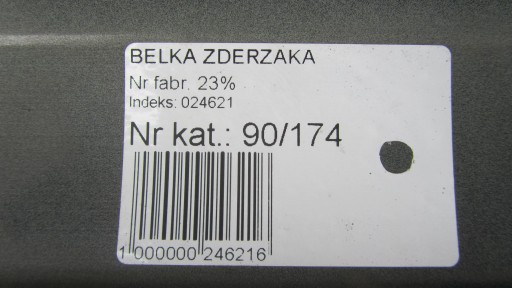 BELKA ZDERZAKA
Nr fabr. 23%
Indeks: 024621
Nr kat.: 90/174
1 000000 246216